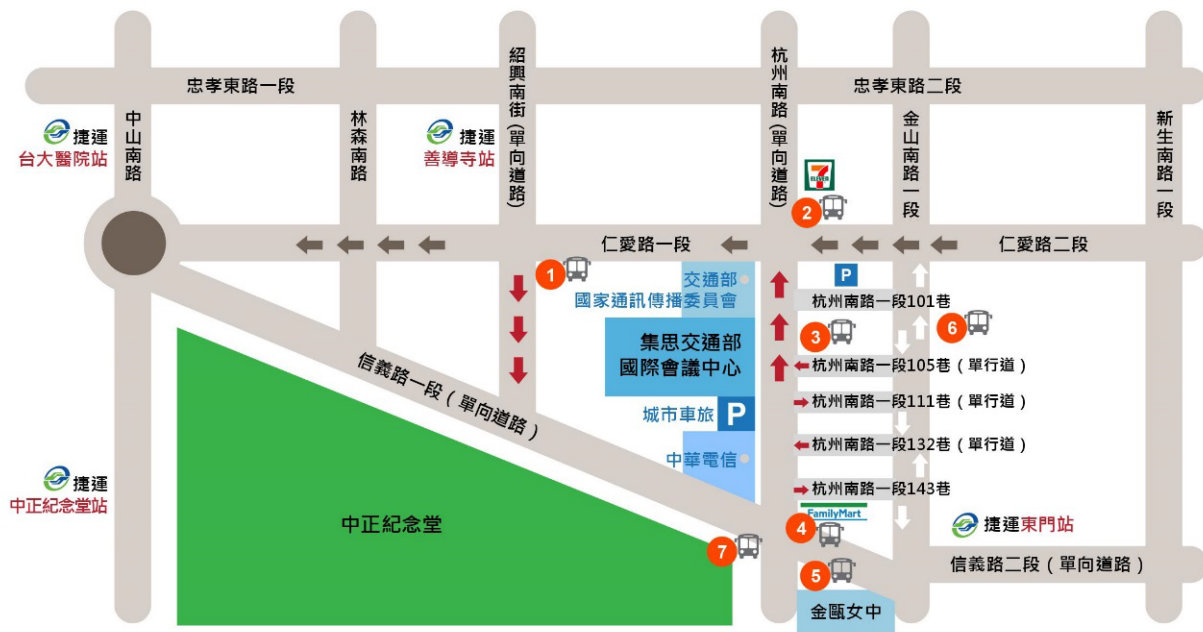 忠孝東路一段
忠孝東路二段
中山南路
林森南路
紹興南街(單向道路)
杭州南路(單向道路)
金山南路一段
新生南路一段
捷運
台大醫院站
捷運
善導寺站
7
ELEVEN
2
仁愛路一段
仁愛路二段
1
交通部
國家通訊傳播委員會
P
杭州南路一段101巷
3
6
集思交通部
國際會議中心
杭州南路一段105巷(單行道)
信義路一段(單向道路)
城市車旅
P
杭州南路一段111巷(單行道)
中華電信
杭州南路一段132巷(單行道)
捷運
中正紀念堂站
杭州南路一段143巷
中正紀念堂
FamilyMart
4
捷運東門站
7
5
信義路二段(單向道路)
金甌女中